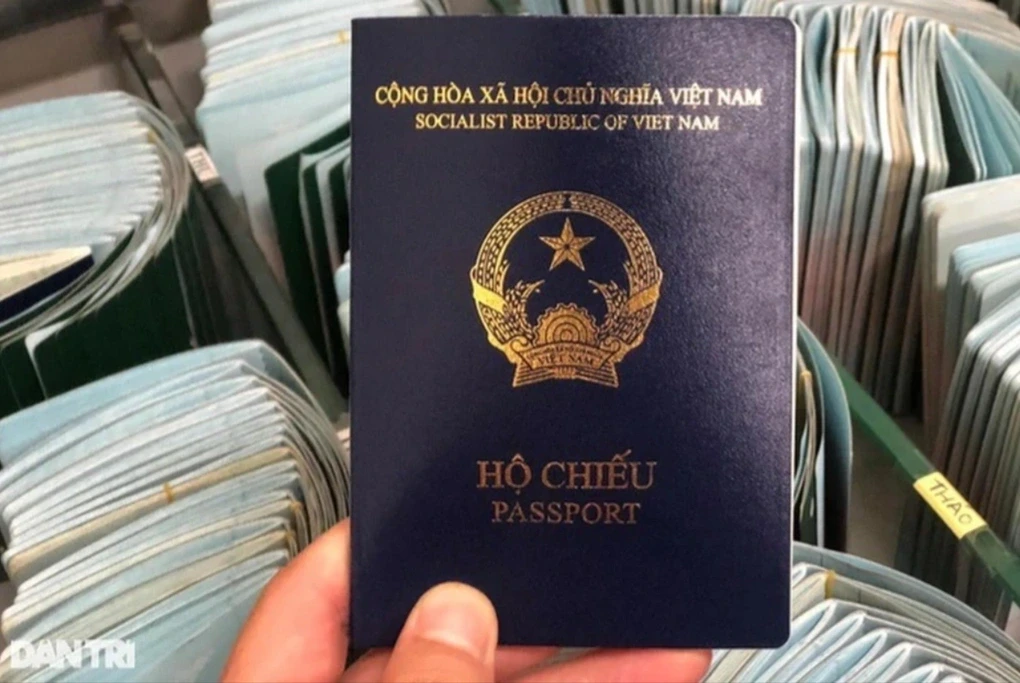 CỘNG HÒA XÃ HỘI CHỦ NGHĨA VIỆT NAM
SOCIALIST REPUBLIC OF VIET NAM
VIỆT NAM
HỘ CHIẾU
PASSPORT
THAO
DANTRI